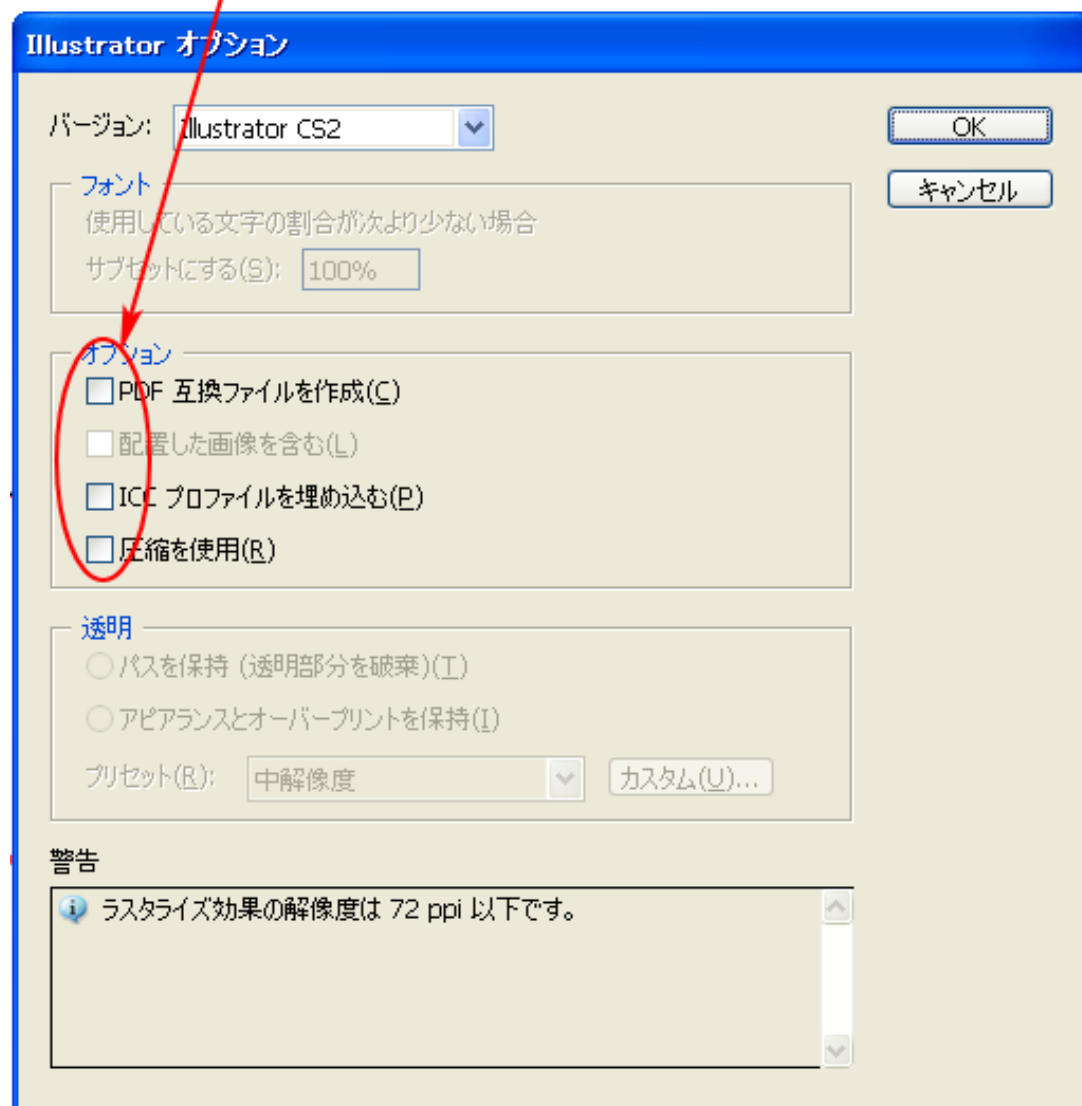 Illustrator オプション
バージョン: Illustrator CS2
OK
キャンセル
フォント
使用している文字の割合が次より少ない場合
サブセットにする(S): 100%
オプション
PDF 互換ファイルを作成(C)
配置した画像を含む(L)
ICC プロファイルを埋め込む(P)
圧縮を使用(R)
透明
パスを保持 (透明部分を破棄)(T)
アピアランスとオーバープリントを保持(I)
プリセット(R): 中解像度 カスタム(U)...
警告
ラスタライズ効果の解像度は 72 ppi 以下です。